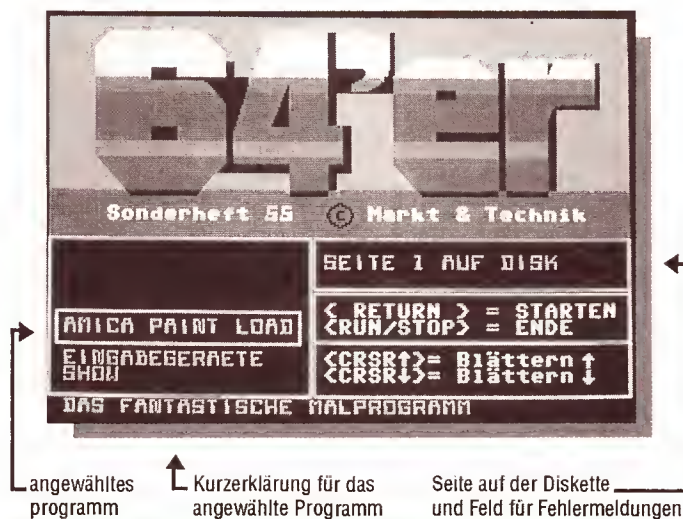 64'er
Sonderheft 55 © Markt & Technik
SEITE 1 AUF DISK
AMICA PAINT LOAD
EINGABEGERAETE
SHOW
< RETURN > = STARTEN
<RUN/STOP> = ENDE
<CRSR↑>= Blättern ↑
<CRSR↓>= Blättern ↓
DAS FANTASTISCHE MALPROGRAMM
angewähltes
programm
Kurzerklärung für das
angewählte Programm
Seite auf der Diskette
und Feld für Fehlermeldungen